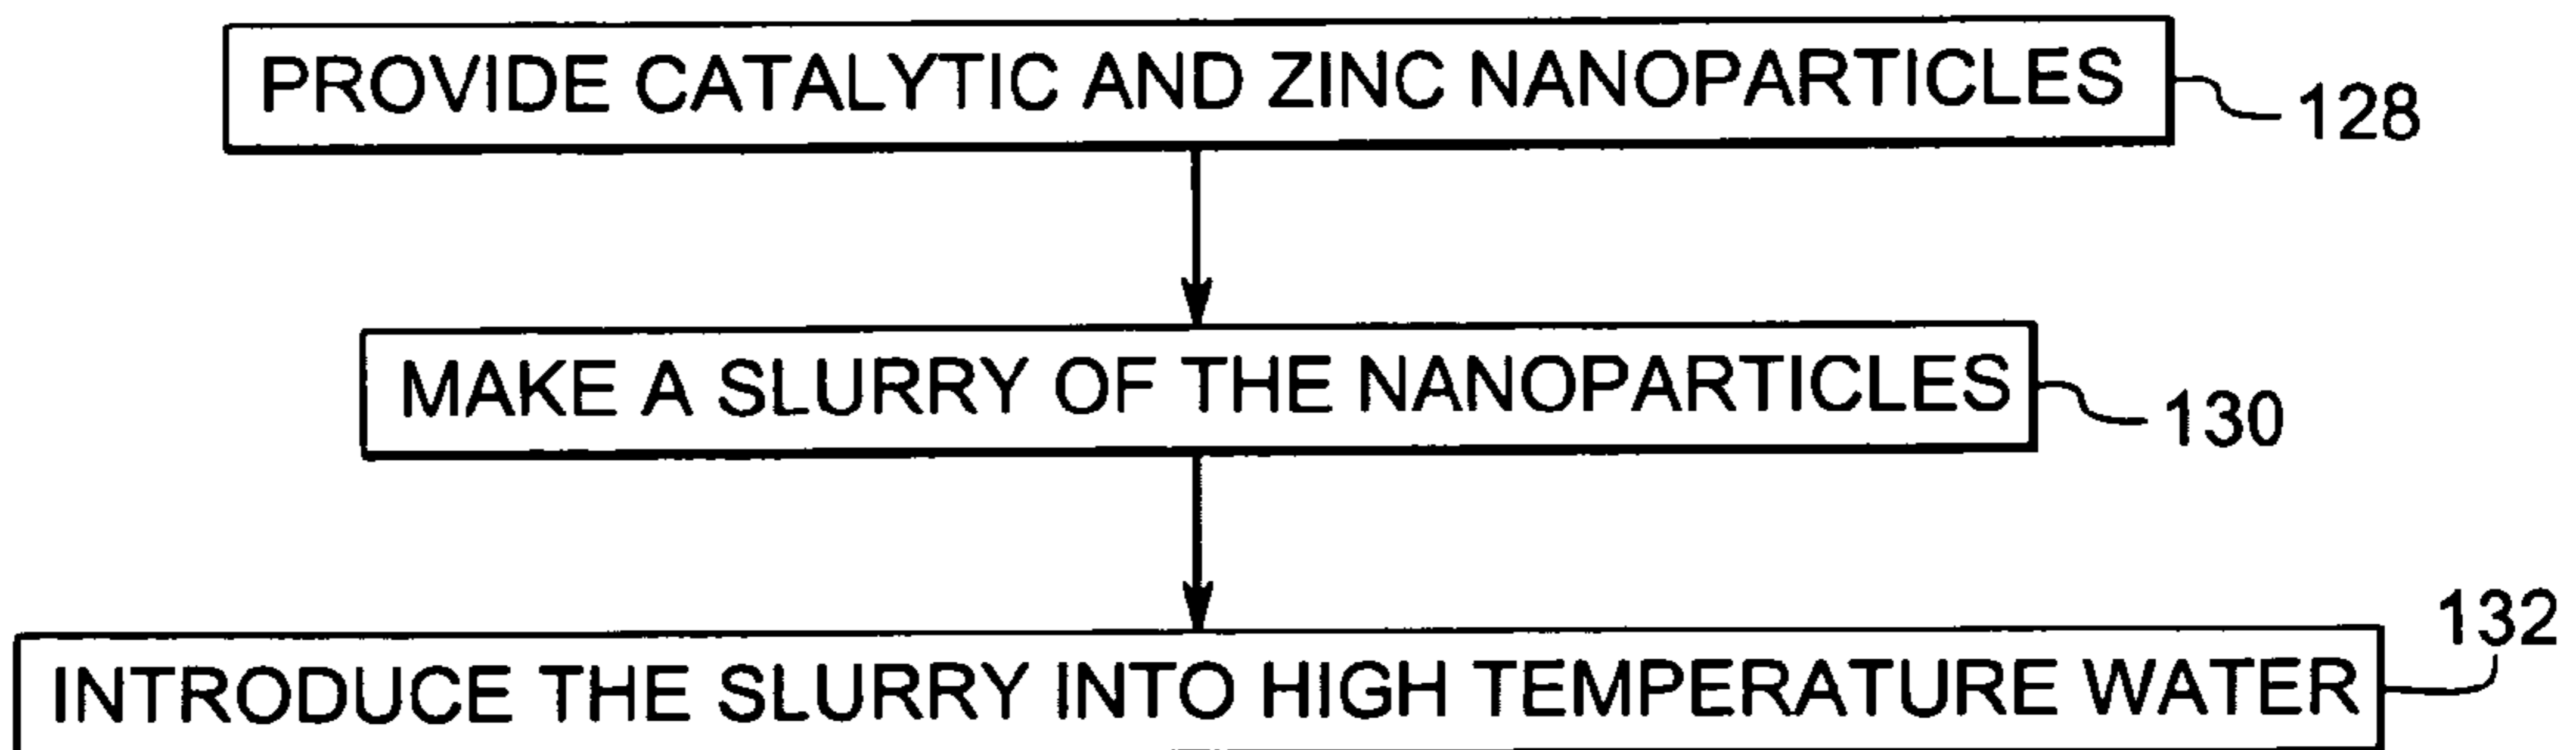 PROVIDE CATALYTIC AND ZINC NANOPARTICLES
128
MAKE A SLURRY OF THE NANOPARTICLES
130
132
INTRODUCE THE SLURRY INTO HIGH TEMPERATURE WATER